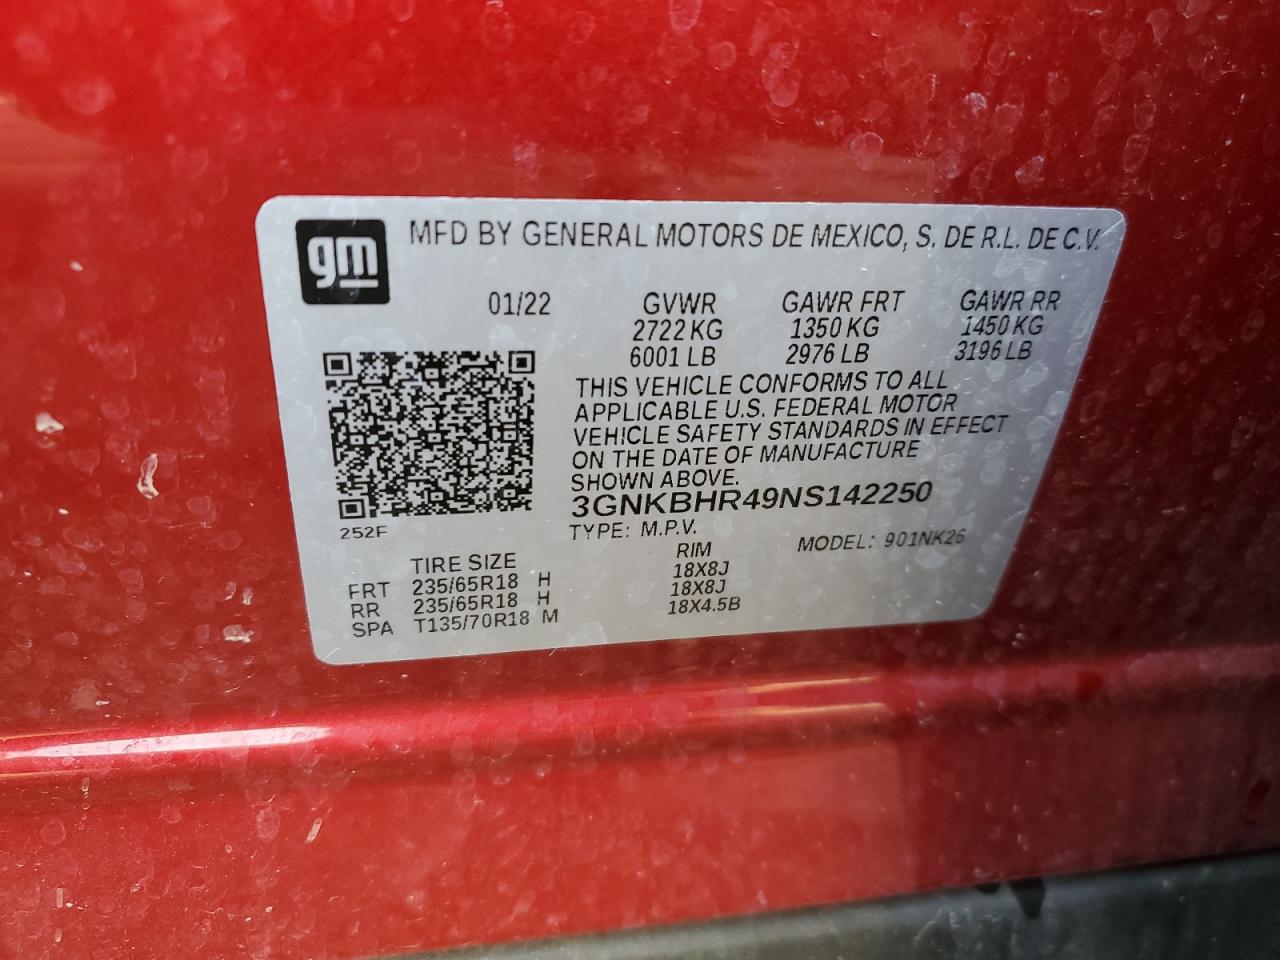 gm
MFD BY GENERAL MOTORS DE MEXICO, S. DE R.L. DE C.V.
01/22 GVWR GAWR FRT GAWR RR
2722 KG 1350 KG 1450 KG
6001 LB 2976 LB 3196 LB
THIS VEHICLE CONFORMS TO ALL
APPLICABLE U.S. FEDERAL MOTOR
VEHICLE SAFETY STANDARDS IN EFFECT
ON THE DATE OF MANUFACTURE
SHOWN ABOVE.
3GNKBHR49NS142250
252F TYPE: M.P.V. MODEL: 901NK26
TIRE SIZE RIM
FRT 235/65R18 H 18X8J
RR 235/65R18 H 18X8J
SPA T135/70R18 M 18X4.5B